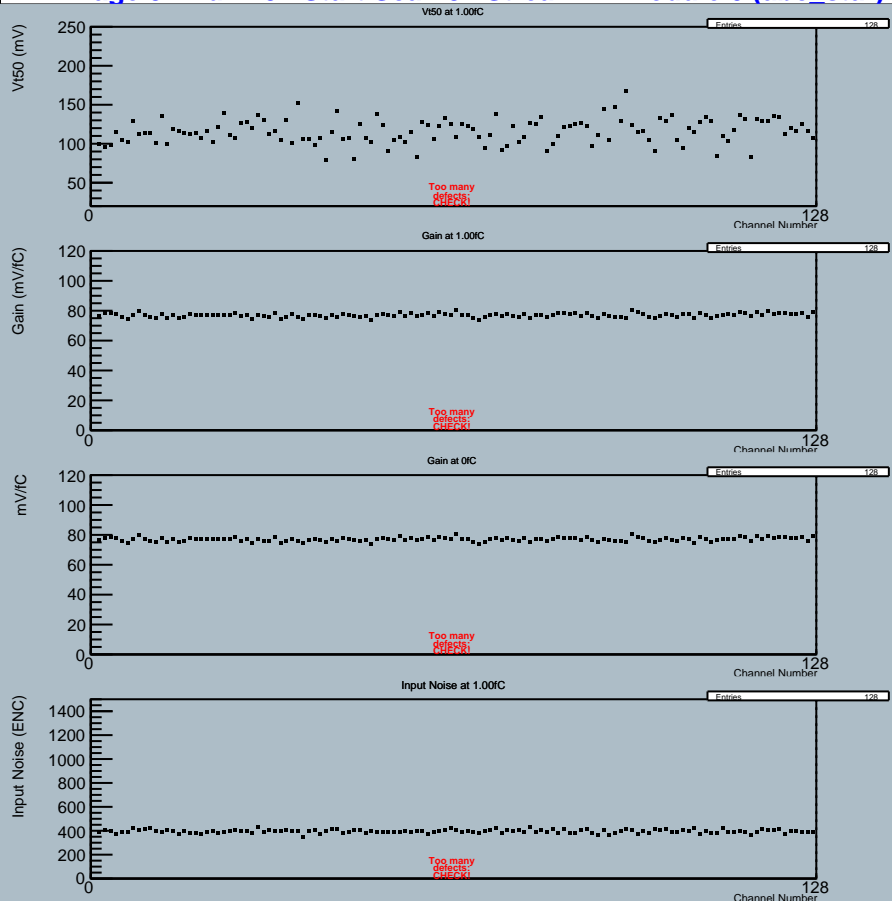 Vt50 at 1.00fC
Entries 128
Vt50 (mV)
250
200
150
100
50
Too many
defects:
CHECK!
0
128
Channel Number
Gain at 1.00fC
Entries 128
Gain (mV/fC)
120
100
80
60
40
20
0
Too many
defects:
CHECK!
0
128
Channel Number
Gain at 0fC
Entries 128
mV/fC
120
100
80
60
40
20
0
Too many
defects:
CHECK!
0
128
Channel Number
Input Noise at 1.00fC
Entries 128
Input Noise (ENC)
1400
1200
1000
800
600
400
200
0
Too many
defects:
CHECK!
0
128
Channel Number